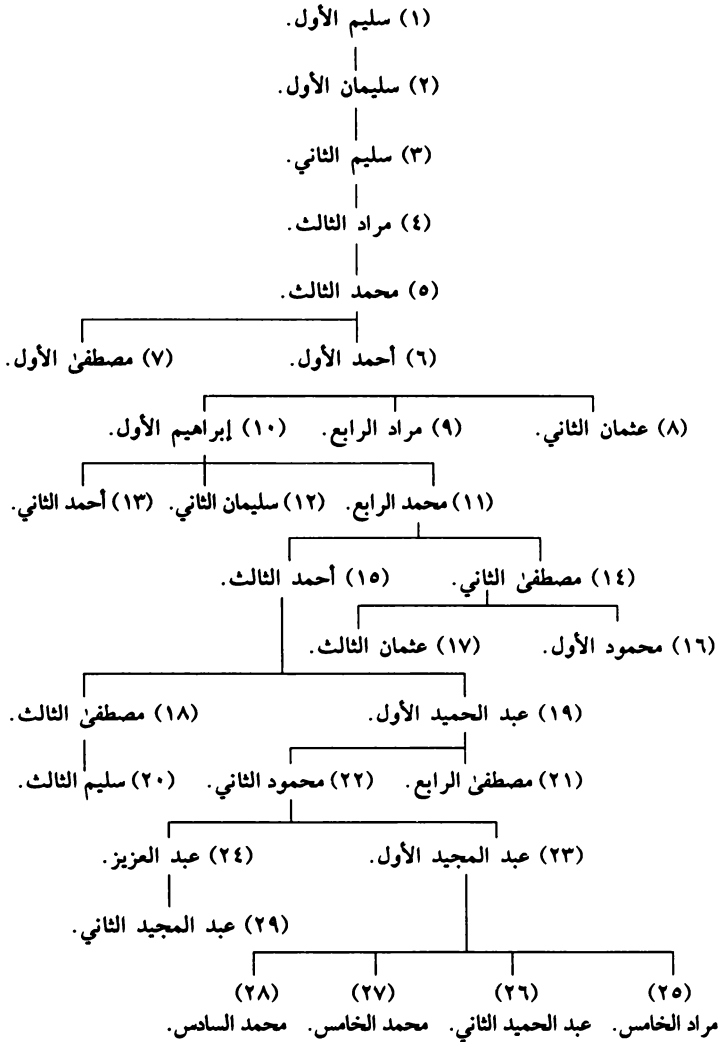 (١) سليم الأول.
(٢) سليمان الأول.
(٣) سليم الثاني.
(٤) مراد الثالث.
(٥) محمد الثالث.
(٦) أحمد الأول. (٧) مصطفىٰ الأول.
(٨) عثمان الثاني. (٩) مراد الرابع. (١٠) إبراهيم الأول.
(١١) محمد الرابع. (١٢) سليمان الثاني. (١٣) أحمد الثاني.
(١٤) مصطفىٰ الثاني. (١٥) أحمد الثالث.
(١٦) محمود الأول. (١٧) عثمان الثالث.
(١٩) عبد الحميد الأول. (١٨) مصطفىٰ الثالث.
(٢١) مصطفىٰ الرابع. (٢٢) محمود الثاني. (٢٠) سليم الثالث.
(٢٣) عبد المجيد الأول. (٢٤) عبد العزيز.
(٢٩) عبد المجيد الثاني.
(٢٥) (٢٦) (٢٧) (٢٨)
مراد الخامس. عبد الحميد الثاني. محمد الخامس. محمد السادس.